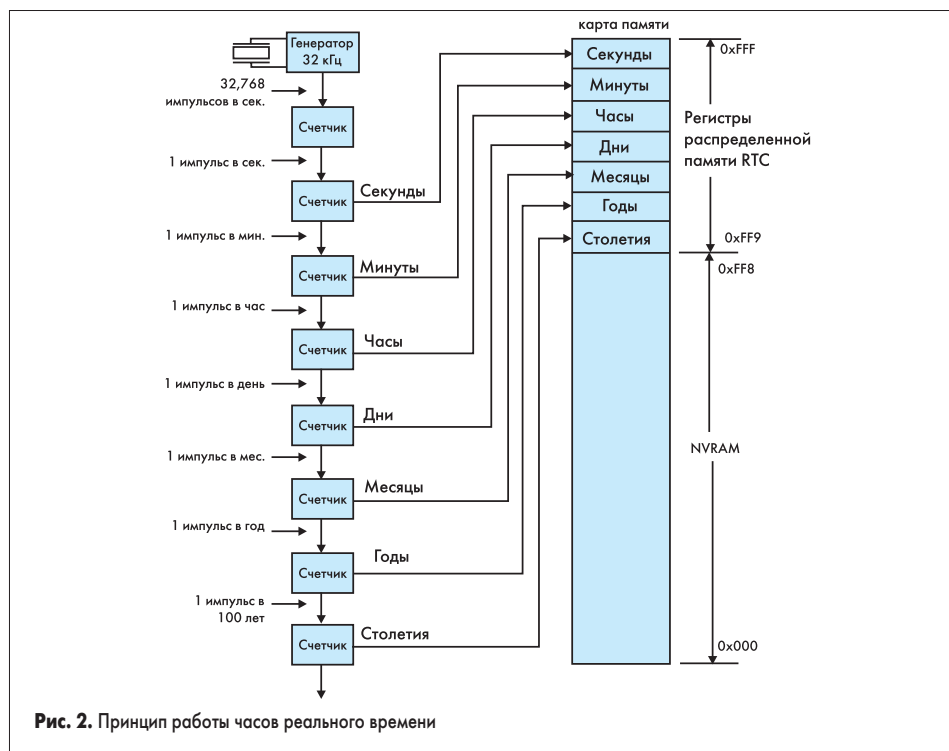 карта памяти
Генератор
32 кГц
32,768
импульсов в сек.
Счетчик
1 импульс в сек.
Счетчик
Секунды
1 импульс в мин.
Счетчик
Минуты
1 импульс в час
Счетчик
Часы
1 импульс в день
Счетчик
Дни
1 импульс в мес.
Счетчик
Месяцы
1 импульс в год
Счетчик
Годы
1 импульс в
100 лет
Счетчик
Столетия
Секунды
Минуты
Часы
Дни
Месяцы
Годы
Столетия
0xFFF
Регистры
распределенной
памяти RTC
0xFF9
0xFF8
NVRAM
0x000
Рис. 2. Принцип работы часов реального времени